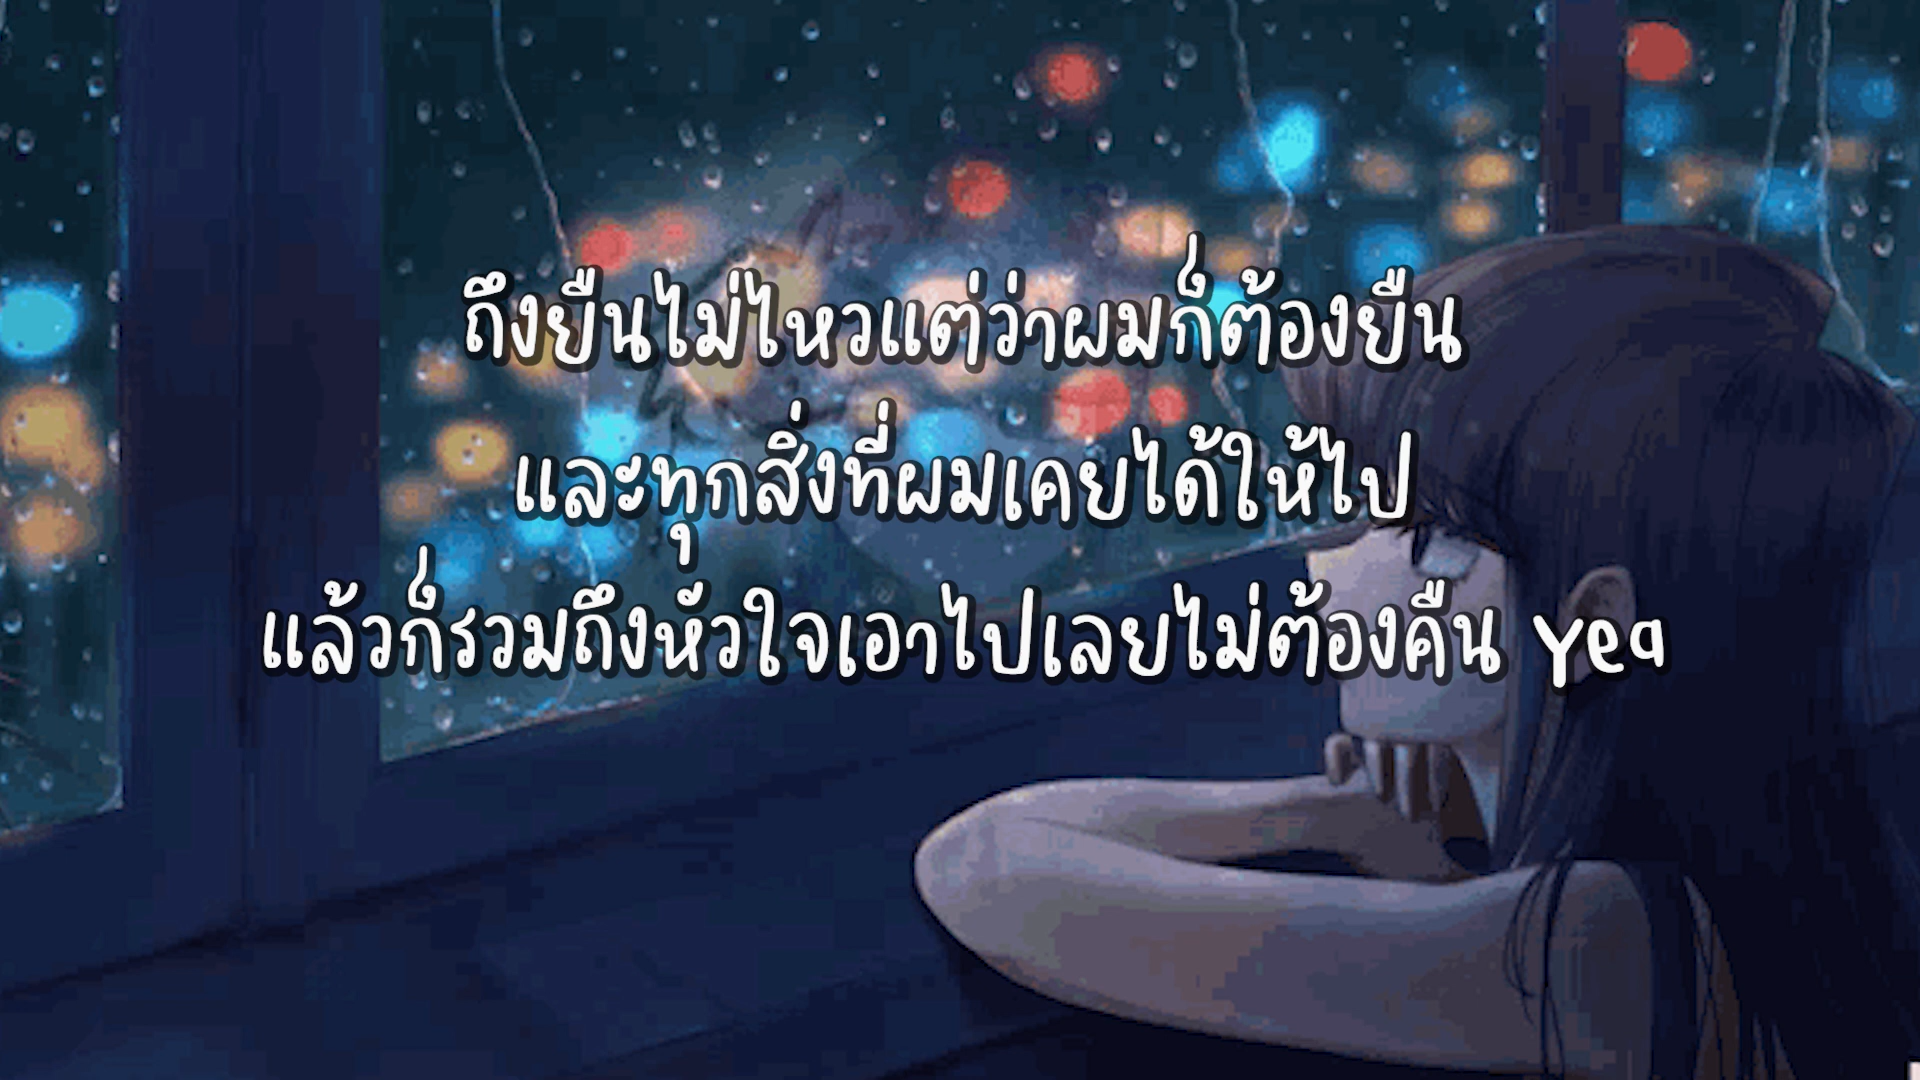 ถึงยืนไม่ไหวแต่ว่าผมก็ต้องยืน
และทุกสิ่งที่ผมเคยได้ให้ไป
แล้วก็รวมถึงหัวใจเอาไปเลยไม่ต้องคืน yea